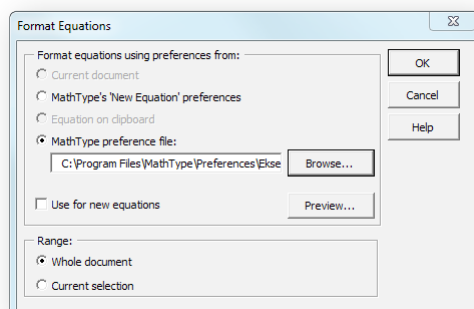 Format Equations
Format equations using preferences from:
Current document
MathType's 'New Equation' preferences
Equation on clipboard
MathType preference file:
C:\Program Files\MathType\Preferences\Ekse
Browse...
Use for new equations
Preview...
Range:
Whole document
Current selection
OK
Cancel
Help